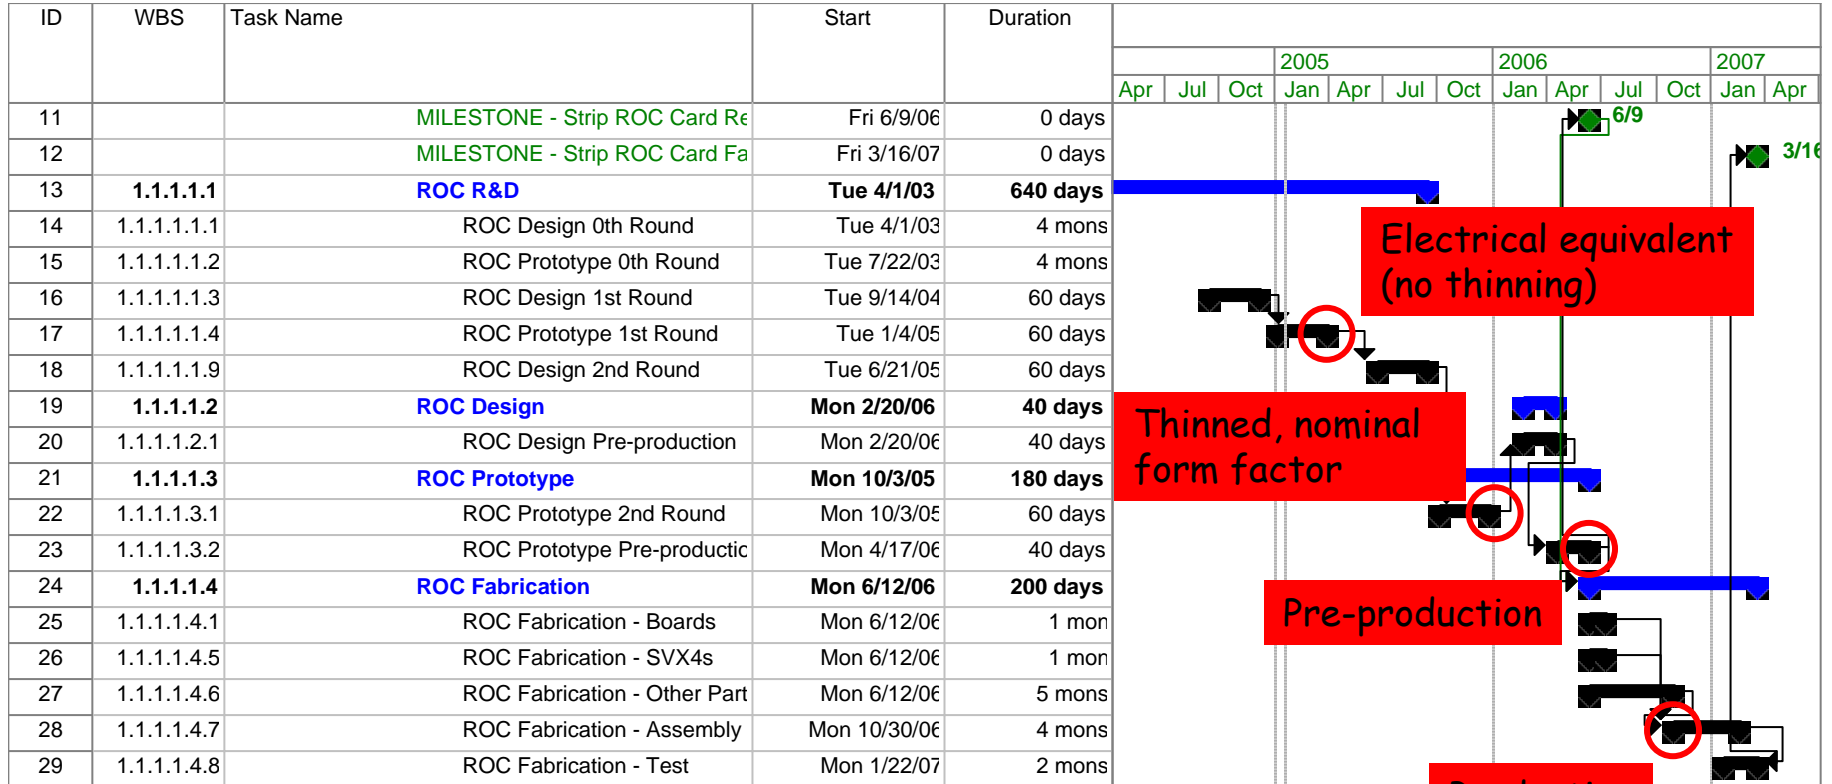 ID WBS Task Name Start Duration
2005 2006 2007
Apr Jul Oct Jan Apr Jul Oct Jan Apr Jul Oct Jan Apr
11 MILESTONE - Strip ROC Card Re Fri 6/9/06 0 days 6/9
12 MILESTONE - Strip ROC Card Fa Fri 3/16/07 0 days 3/16
13 1.1.1.1.1 ROC R&D Tue 4/1/03 640 days
14 1.1.1.1.1.1 ROC Design 0th Round Tue 4/1/03 4 mons
15 1.1.1.1.1.2 ROC Prototype 0th Round Tue 7/22/03 4 mons
16 1.1.1.1.1.3 ROC Design 1st Round Tue 9/14/04 60 days
17 1.1.1.1.1.4 ROC Prototype 1st Round Tue 1/4/05 60 days
18 1.1.1.1.1.9 ROC Design 2nd Round Tue 6/21/05 60 days
19 1.1.1.1.2 ROC Design Mon 2/20/06 40 days
20 1.1.1.1.2.1 ROC Design Pre-production Mon 2/20/06 40 days
21 1.1.1.1.3 ROC Prototype Mon 10/3/05 180 days
22 1.1.1.1.3.1 ROC Prototype 2nd Round Mon 10/3/05 60 days
23 1.1.1.1.3.2 ROC Prototype Pre-productic Mon 4/17/06 40 days
24 1.1.1.1.4 ROC Fabrication Mon 6/12/06 200 days
25 1.1.1.1.4.1 ROC Fabrication - Boards Mon 6/12/06 1 mon
26 1.1.1.1.4.5 ROC Fabrication - SVX4s Mon 6/12/06 1 mon
27 1.1.1.1.4.6 ROC Fabrication - Other Part Mon 6/12/06 5 mons
28 1.1.1.1.4.7 ROC Fabrication - Assembly Mon 10/30/06 4 mons
29 1.1.1.1.4.8 ROC Fabrication - Test Mon 1/22/07 2 mons
Electrical equivalent
(no thinning)
Thinned, nominal
form factor
Pre-production